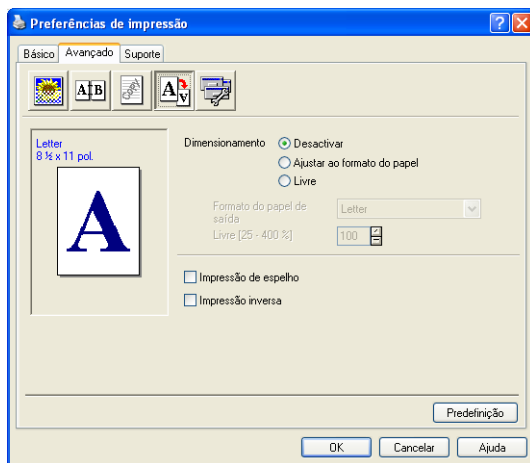 Preferências de impressão
Básico Avançado Suporte
A B
Copy
A
A
Letter
8 ½ x 11 pol.
A
Dimensionamento Desactivar
Ajustar ao formato do papel
Livre
Formato do papel de
saída
Letter
Livre [25 - 400 %] 100
Impressão de espelho
Impressão inversa
Predefinição
OK Cancelar Ajuda